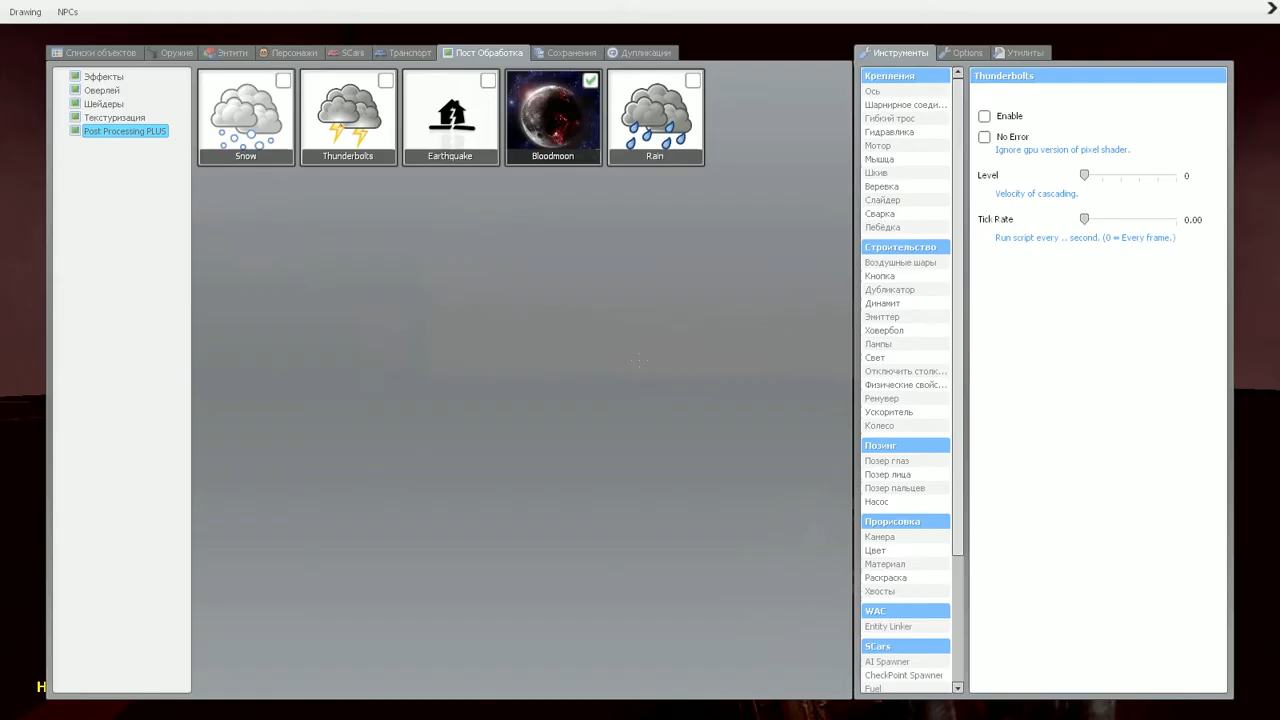 Drawing NPCs
Списки объектов Оружие Энтити Персонажи SCars Транспорт Пост Обработка Сохранения Дупликации
Эффекты
Оверлей
Шейдеры
Текстуризация
Post Processing PLUS
Snow Thunderbolts Earthquake Bloodmoon Rain
Инструменты Options Утилиты
Крепления
Ось
Шарнирное соеди...
Гибкий трос
Гидравлика
Мотор
Мышца
Шкив
Веревка
Слайдер
Сварка
Лебёдка
Строительство
Воздушные шары
Кнопка
Дубликатор
Динамит
Эмиттер
Ховербол
Лампы
Свет
Отключить столк...
Физические свойс...
Ренувер
Ускоритель
Колесо
Позинг
Позер глаз
Позер лица
Позер пальцев
Насос
Прорисовка
Камера
Цвет
Материал
Раскраска
Хвосты
WAC
Entity Linker
SCars
AI Spawner
CheckPoint Spawner
Fuel
Thunderbolts
Enable
No Error
Ignore gpu version of pixel shader.
Level 0
Velocity of cascading.
Tick Rate 0.00
Run script every .. second. (0 = Every frame.)
H